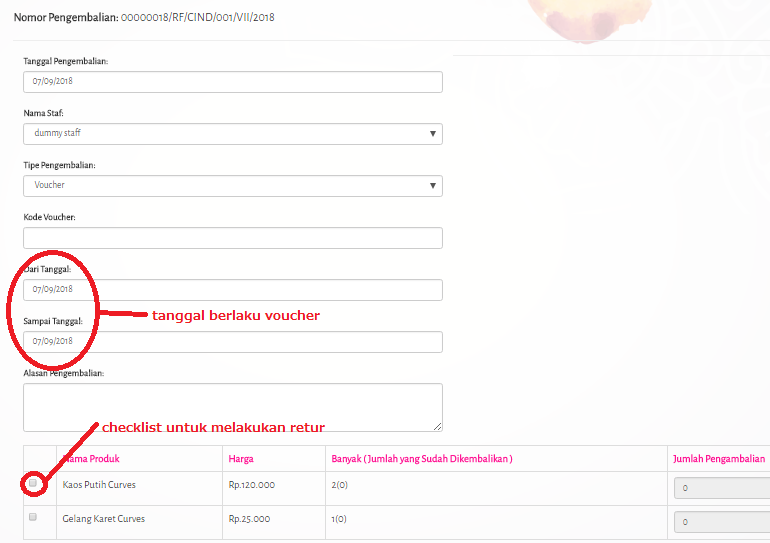 Nomor Pengembalian: 00000018/RF/CIND/001/VII/2018
Tanggal Pengembalian:
07/09/2018
Nama Staf:
dummy staff
Tipe Pengembalian:
Voucher
Kode Voucher:
Dari Tanggal:
07/09/2018
tanggal berlaku voucher
Sampai Tanggal:
07/09/2018
Alasan Pengembalian:
checklist untuk melakukan retur
Nama Produk Harga Banyak ( Jumlah yang Sudah Dikembalikan ) Jumlah Pengambalian
Kaos Putih Curves Rp.120.000 2(0) 0
Gelang Karet Curves Rp.25.000 1(0) 0